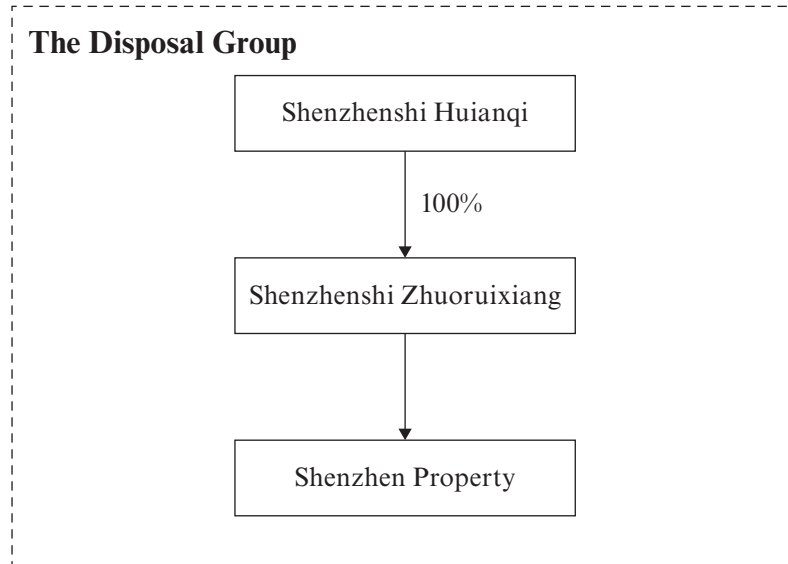 The Disposal Group
Shenzhenshi Huianqi
100%
Shenzhenshi Zhuoruixiang
Shenzhen Property